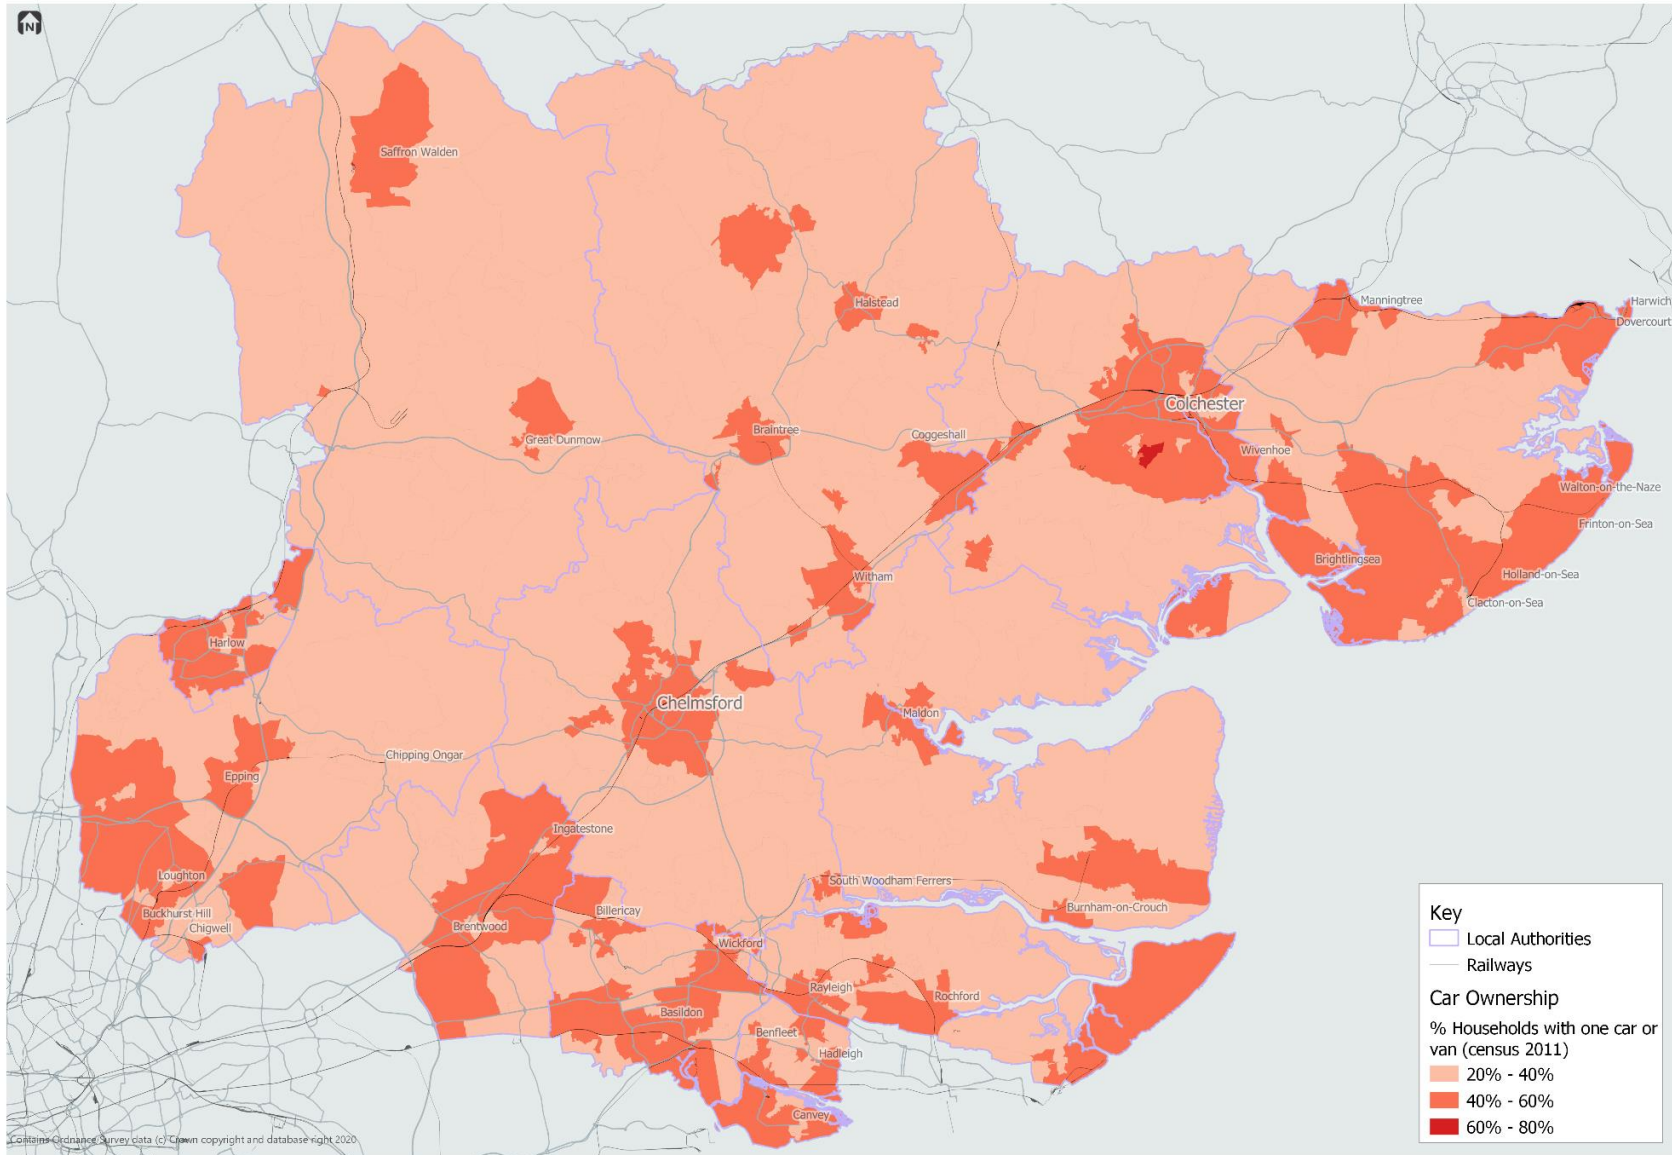 N
Saffron Walden
Halstead
Manningtree
Harwich
Dovercourt
Colchester
Great Dunmow
Braintree
Coggeshall
Wivenhoe
Walton-on-the-Naze
Frinton-on-Sea
Brightlingsea
Holland-on-Sea
Witham
Clacton-on-Sea
Harlow
Chelmsford
Maldon
Chipping Ongar
Epping
Ingatestone
Loughton
South Woodham Ferrers
Buckhurst Hill
Billericay
Burnham-on-Crouch
Chigwell
Brentwood
Wickford
Rayleigh
Rochford
Basildon
Benfleet
Hadleigh
Canvey
Key
Local Authorities
Railways
Car Ownership
% Households with one car or
van (census 2011)
20% - 40%
40% - 60%
60% - 80%
Contains Ordnance Survey data (c) Crown copyright and database right 2020